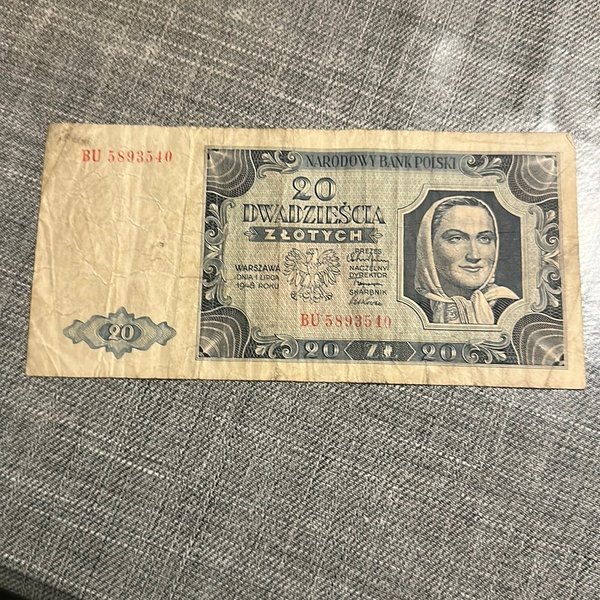 BU 5893540
NARODOWY BANK POLSKI
20
DWADZIEŚCIA
ZŁOTYCH
WARSZAWA
DNIA 1 LIPCA
1948 ROKU
PREZES
NACZELNY
DYREKTOR
SKARBNIK
BU 5893540
20
20 ZŁ 20